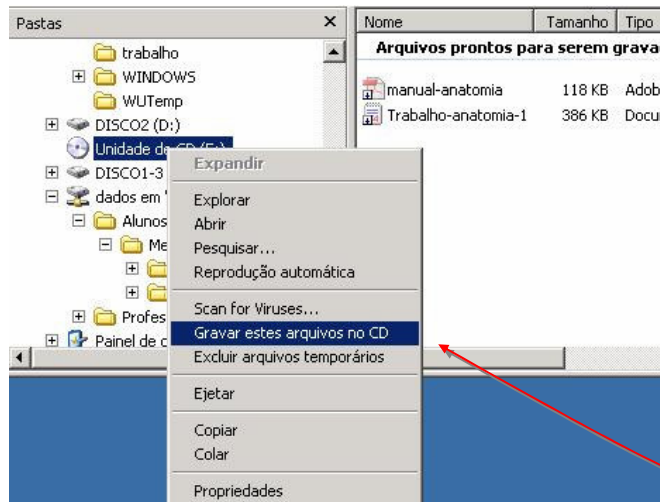 Pastas
trabalho
WINDOWS
WUTemp
DISCO2 (D:)
Unidade de CD
DISCO1-3
dados em
Alunos
Me
Profes
Painel de c
Nome Tamanho Tipo
Arquivos prontos para serem grava
manual-anatomia 118 KB Adob
Trabalho-anatomia-1 386 KB Docu
Expandir
Explorar
Abrir
Pesquisar...
Reprodução automática
Scan for Viruses...
Gravar estes arquivos no CD
Excluir arquivos temporários
Ejetar
Copiar
Colar
Propriedades